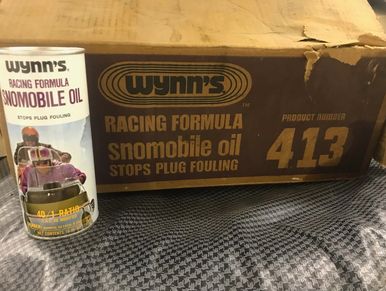 wynn's
RACING FORMULA
SNOMOBILE OIL
STOPS PLUG FOULING
40/1 RATIO
wynn's
TM
RACING FORMULA
snomobile oil
STOPS PLUG FOULING
PRODUCT NUMBER
413